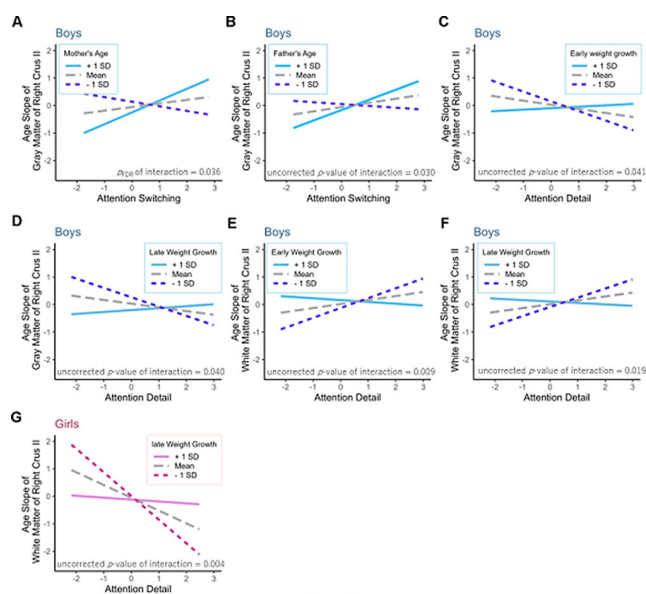 A
Boys
Mother's Age
+ 1 SD
Mean
- 1 SD
Age Slope of
Gray Matter of Right Crus II
2
1
0
-1
-2
pFDR of interaction = 0.036
-2 -1 0 1 2 3
Attention Switching
B
Boys
Father's Age
+ 1 SD
Mean
- 1 SD
Age Slope of
Gray Matter of Right Crus II
2
1
0
-1
-2
uncorrected p-value of interaction = 0.030
-2 -1 0 1 2 3
Attention Switching
C
Boys
Early weight growth
+ 1 SD
Mean
- 1 SD
Age Slope of
Gray Matter of Right Crus II
2
1
0
-1
-2
uncorrected p-value of interaction = 0.041
-2 -1 0 1 2 3
Attention Detail
D
Boys
Late Weight Growth
+ 1 SD
Mean
- 1 SD
Age Slope of
Gray Matter of Right Crus II
2
1
0
-1
-2
uncorrected p-value of interaction = 0.040
-2 -1 0 1 2 3
Attention Detail
E
Boys
Early Weight Growth
+ 1 SD
Mean
- 1 SD
Age Slope of
White Matter of Right Crus II
2
1
0
-1
-2
uncorrected p-value of interaction = 0.009
-2 -1 0 1 2 3
Attention Detail
F
Boys
Late Weight Growth
+ 1 SD
Mean
- 1 SD
Age Slope of
White Matter of Right Crus II
2
1
0
-1
-2
uncorrected p-value of interaction = 0.019
-2 -1 0 1 2 3
Attention Detail
G
Girls
late Weight Growth
+ 1 SD
Mean
- 1 SD
Age Slope of
White Matter of Right Crus II
2
1
0
-1
-2
uncorrected p-value of interaction = 0.004
-2 -1 0 1 2 3
Attention Detail